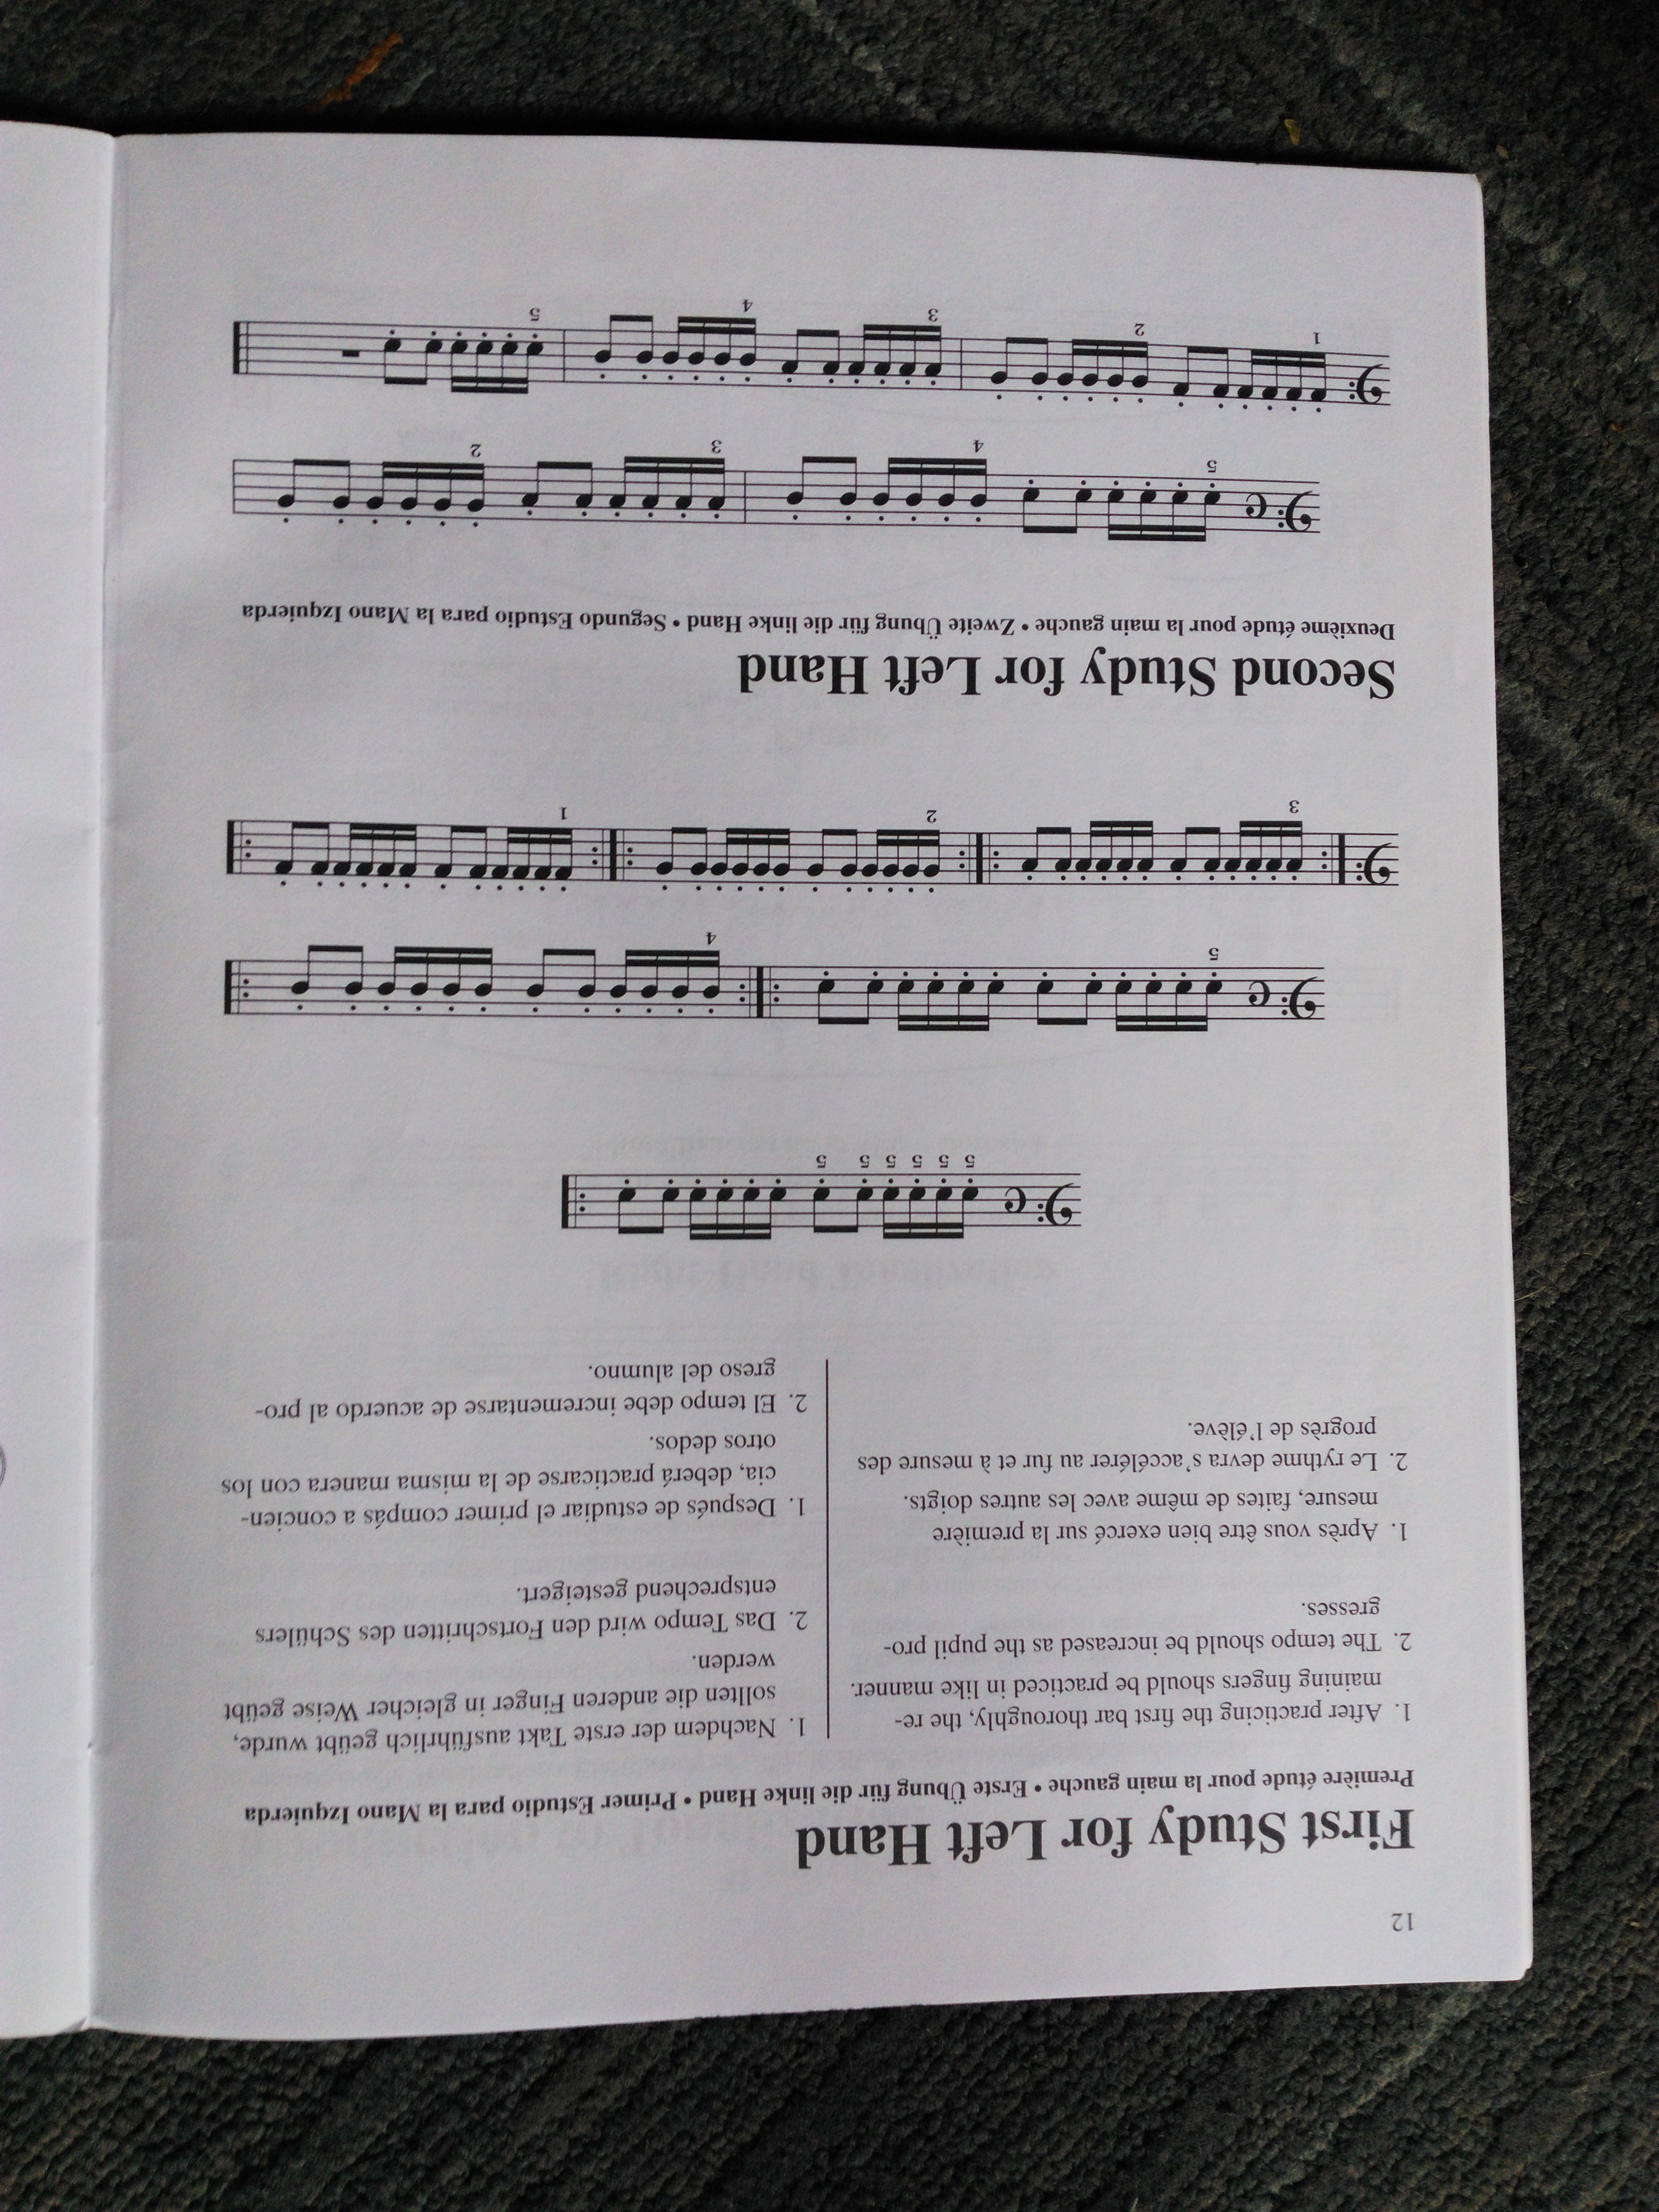 12
First Study for Left Hand
Première étude pour la main gauche • Erste Übung für die linke Hand • Primer Estudio para la Mano Izquierda
1. After practicing the first bar thoroughly, the re-
maining fingers should be practiced in like manner.
2. The tempo should be increased as the pupil pro-
gresses.
1. Après vous être bien exercé sur la première
mesure, faites de même avec les autres doigts.
2. Le rythme devra s'accélérer au fur et à mesure des
progrès de l'élève.
1. Nachdem der erste Takt ausführlich geübt wurde,
sollten die anderen Finger in gleicher Weise geübt
werden.
2. Das Tempo wird den Fortschritten des Schülers
entsprechend gesteigert.
1. Después de estudiar el primer compás a concien-
cia, deberá practicarse de la misma manera con los
otros dedos.
2. El tempo debe incrementarse de acuerdo al pro-
greso del alumno.
5 5 5 5 5 5
5 4
3 2 1
Second Study for Left Hand
Deuxième étude pour la main gauche • Zweite Übung für die linke Hand • Segundo Estudio para la Mano Izquierda
5 4 3 2
1 2 3 4 5